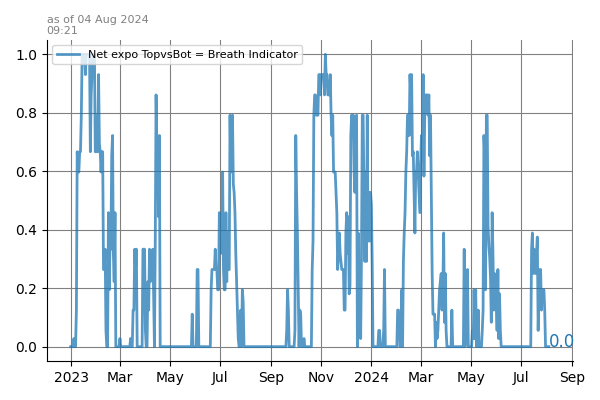 as of 04 Aug 2024
09:21
Net expo TopvsBot = Breath Indicator
1.0
0.8
0.6
0.4
0.2
0.0
0.0
2023 Mar May Jul Sep Nov 2024 Mar May Jul Sep